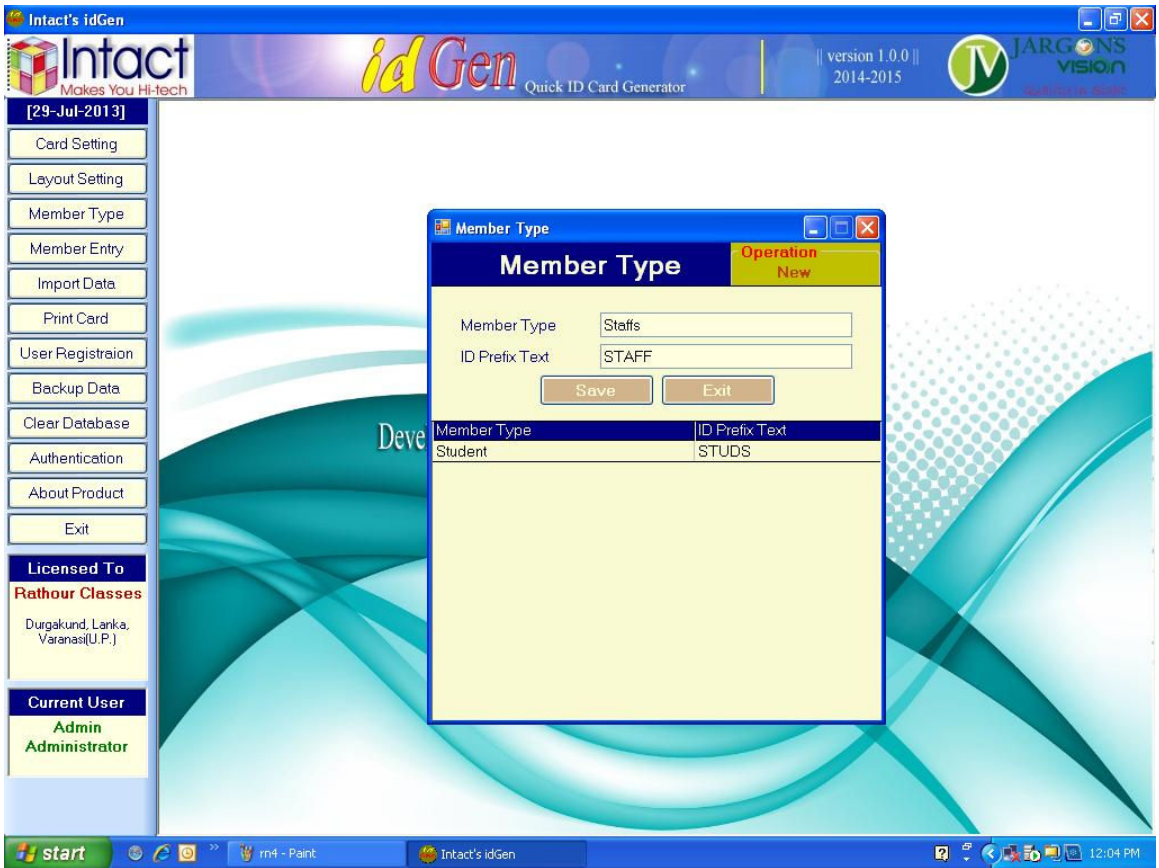 Intact's idGen
Intact
Makes You Hi-tech
id Gen Quick ID Card Generator
|| version 1.0.0 ||
2014-2015
JV
JARGON'S
VISION
[29-Jul-2013]
Card Setting
Layout Setting
Member Type
Member Entry
Import Data
Print Card
User Registraion
Backup Data
Clear Database
Authentication
About Product
Exit
Licensed To
Rathour Classes
Durgakund, Lanka,
Varanasi(U.P.)
Current User
Admin
Administrator
Deve
Member Type
Member Type
Operation
New
Member Type Staffs
ID Prefix Text STAFF
Save Exit
Member Type ID Prefix Text
Student STUDS
start rn4 - Paint Intact's idGen 12:04 PM